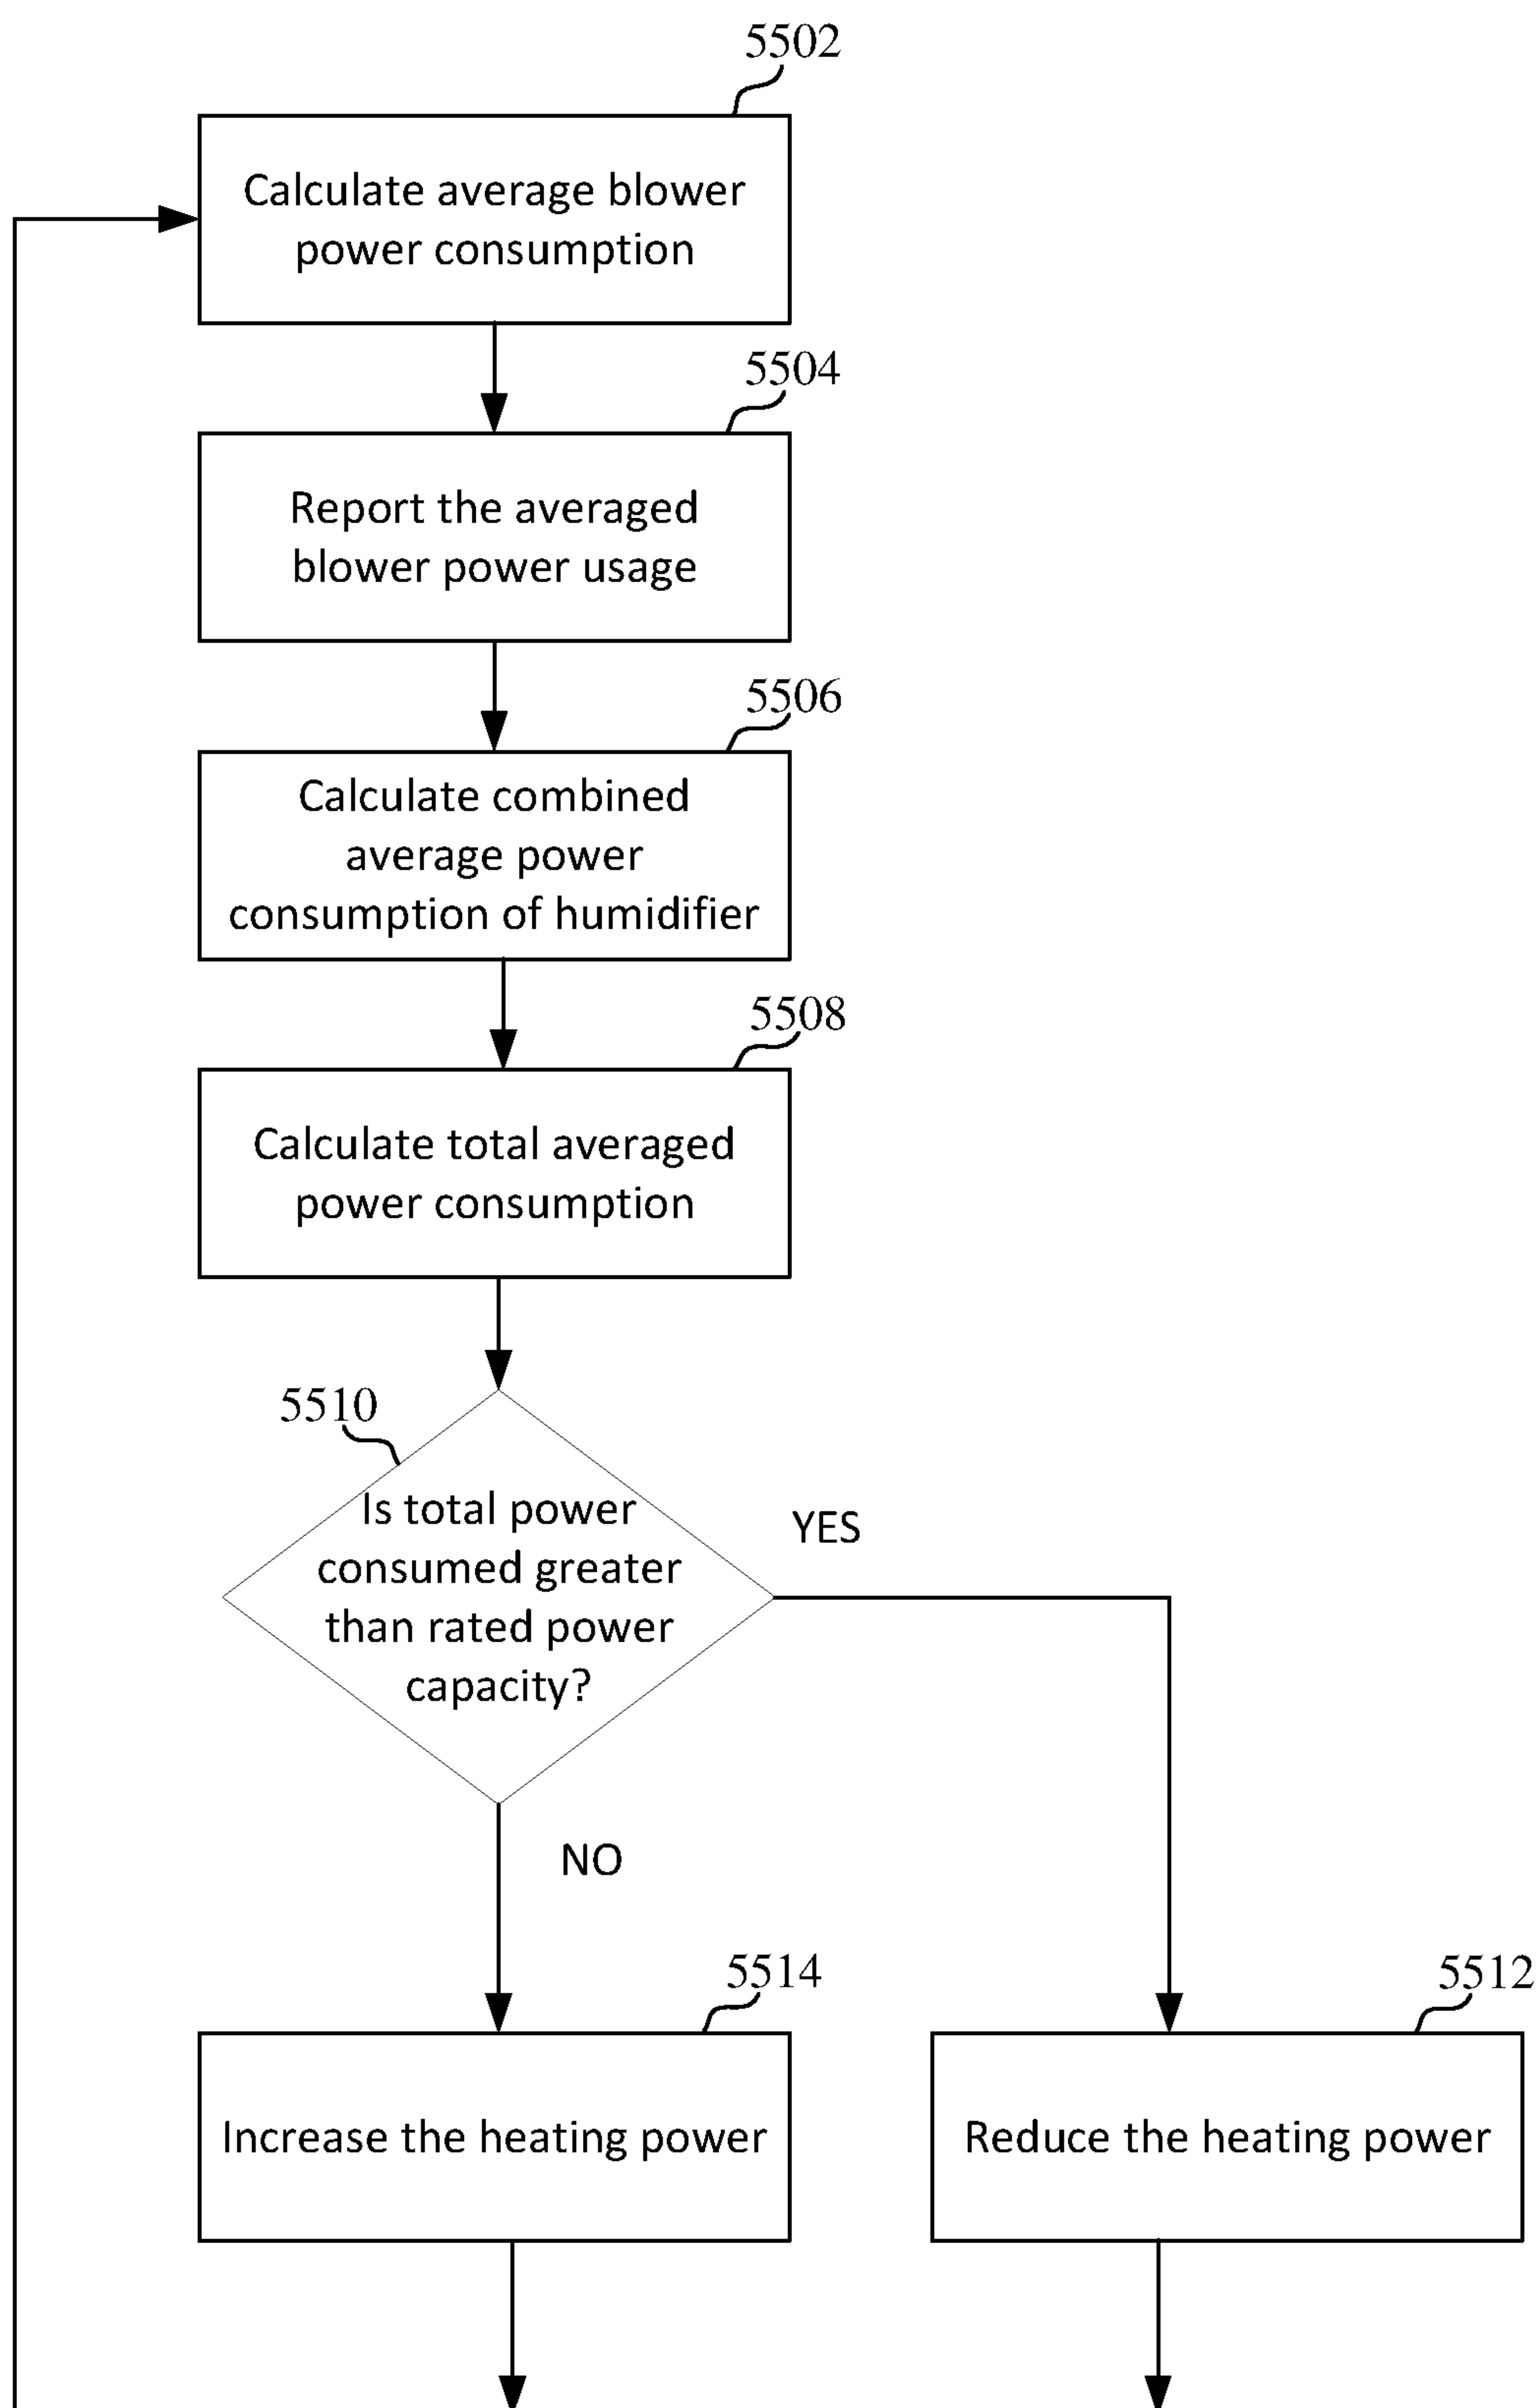 5502
Calculate average blower
power consumption
5504
Report the averaged
blower power usage
5506
Calculate combined
average power
consumption of humidifier
5508
Calculate total averaged
power consumption
5510
Is total power
consumed greater
than rated power
capacity?
YES
NO
5514
Increase the heating power
5512
Reduce the heating power